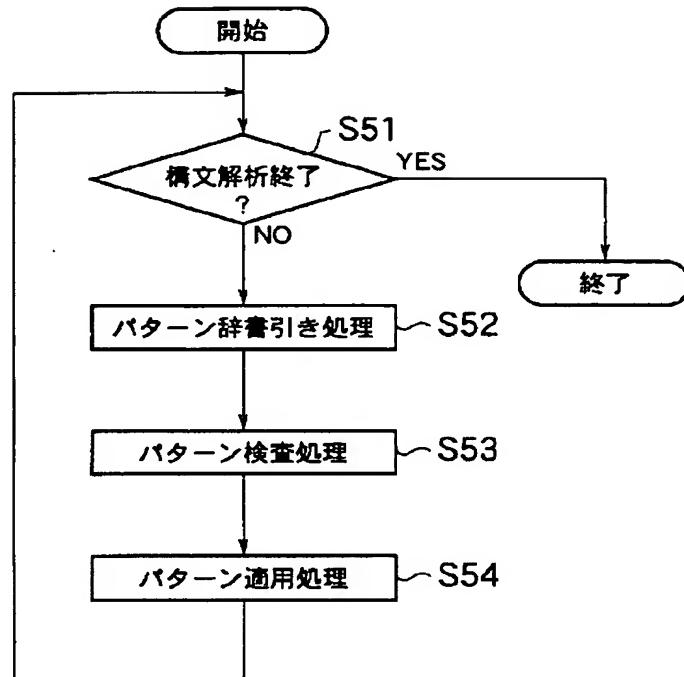 開始
S51
構文解析終了
?
YES
NO
終了
パターン辞書引き処理
S52
パターン検査処理
S53
パターン適用処理
S54